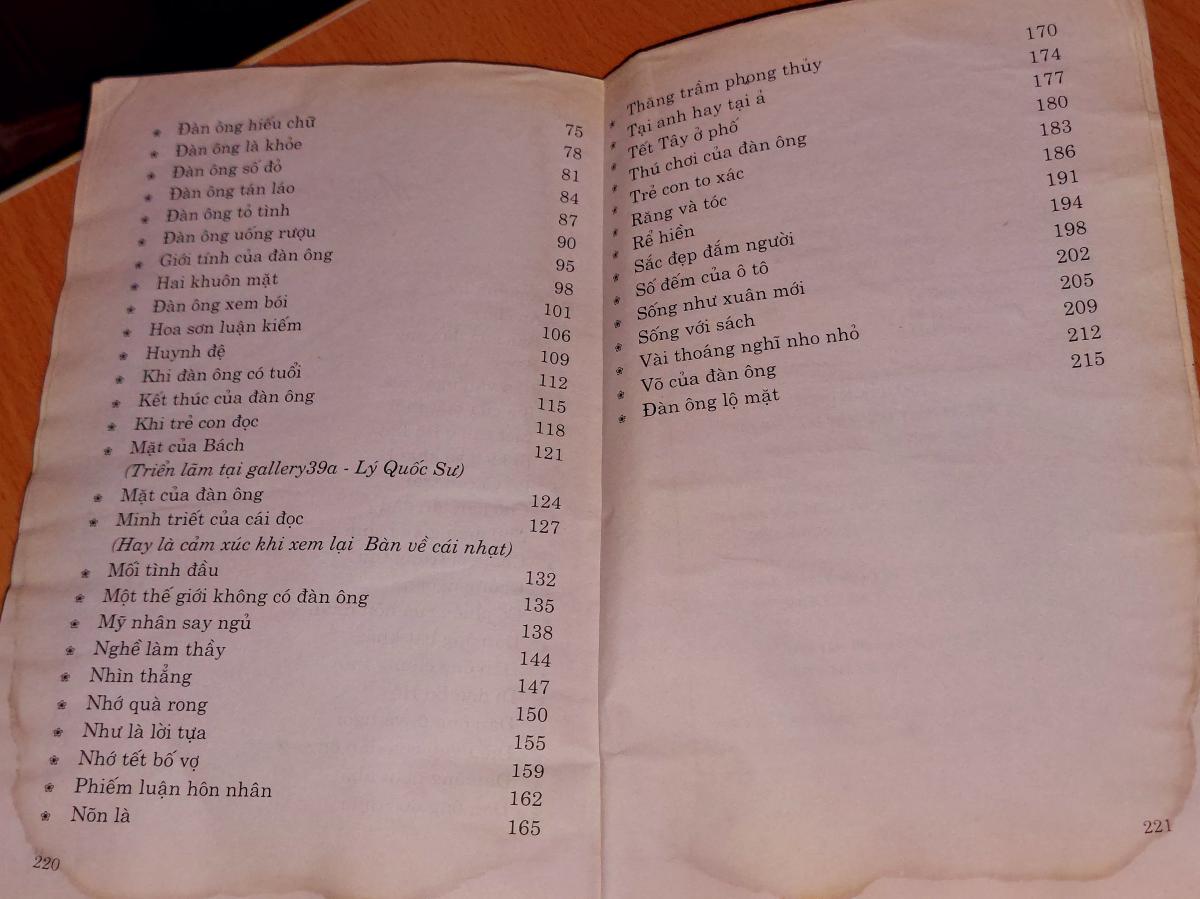 ❀ Đàn ông hiếu chữ 75
❀ Đàn ông là khỏe 78
❀ Đàn ông số đỏ 81
❀ Đàn ông tán láo 84
❀ Đàn ông tỏ tình 87
❀ Đàn ông uống rượu 90
❀ Giới tính của đàn ông 95
❀ Hai khuôn mặt 98
❀ Đàn ông xem bói 101
❀ Hoa sơn luận kiếm 106
❀ Huynh đệ 109
❀ Khi đàn ông có tuổi 112
❀ Kết thúc của đàn ông 115
❀ Khi trẻ con đọc 118
❀ Mặt của Bách 121
(Triển lãm tại gallery39a - Lý Quốc Sư)
❀ Mặt của đàn ông 124
❀ Minh triết của cái đọc 127
(Hay là cảm xúc khi xem lại Bàn về cái nhạt)
❀ Mối tình đầu 132
❀ Một thế giới không có đàn ông 135
❀ Mỹ nhân say ngủ 138
❀ Nghề làm thầy 144
❀ Nhìn thẳng 147
❀ Nhớ quà rong 150
❀ Như là lời tựa 155
❀ Nhớ tết bố vợ 159
❀ Phiếm luận hôn nhân 162
❀ Nõn là 165
220
❀ Thăng trầm phong thủy 170
❀ Tại anh hay tại ả 174
❀ Tết Tây ở phố 177
❀ Thú chơi của đàn ông 180
❀ Trẻ con to xác 183
❀ Răng và tóc 186
❀ Rể hiền 191
❀ Sắc đẹp đắm người 194
❀ Số đếm của ô tô 198
❀ Sống như xuân mới 202
❀ Sống với sách 205
❀ Vài thoáng nghĩ nho nhỏ 209
❀ Võ của đàn ông 212
❀ Đàn ông lộ mặt 215
221